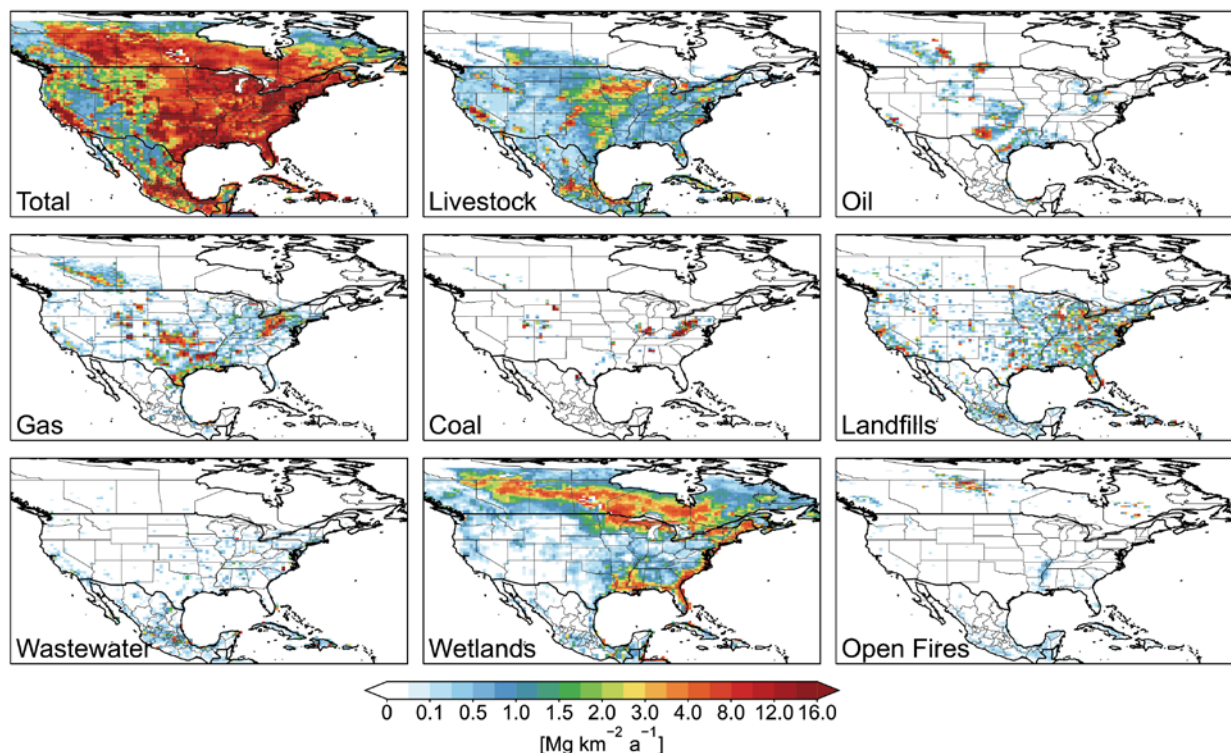 Total
Livestock
Oil
Gas
Coal
Landfills
Wastewater
Wetlands
Open Fires
0 0.1 0.5 1.0 1.5 2.0 3.0 4.0 8.0 12.0 16.0
[Mg km⁻² a⁻¹]